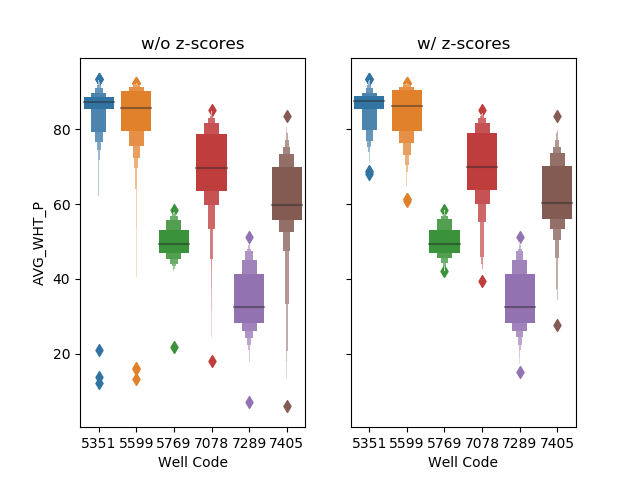 w/o z-scores
w/ z-scores
AVG_WHT_P
80
60
40
20
5351 5599 5769 7078 7289 7405
Well Code
5351 5599 5769 7078 7289 7405
Well Code